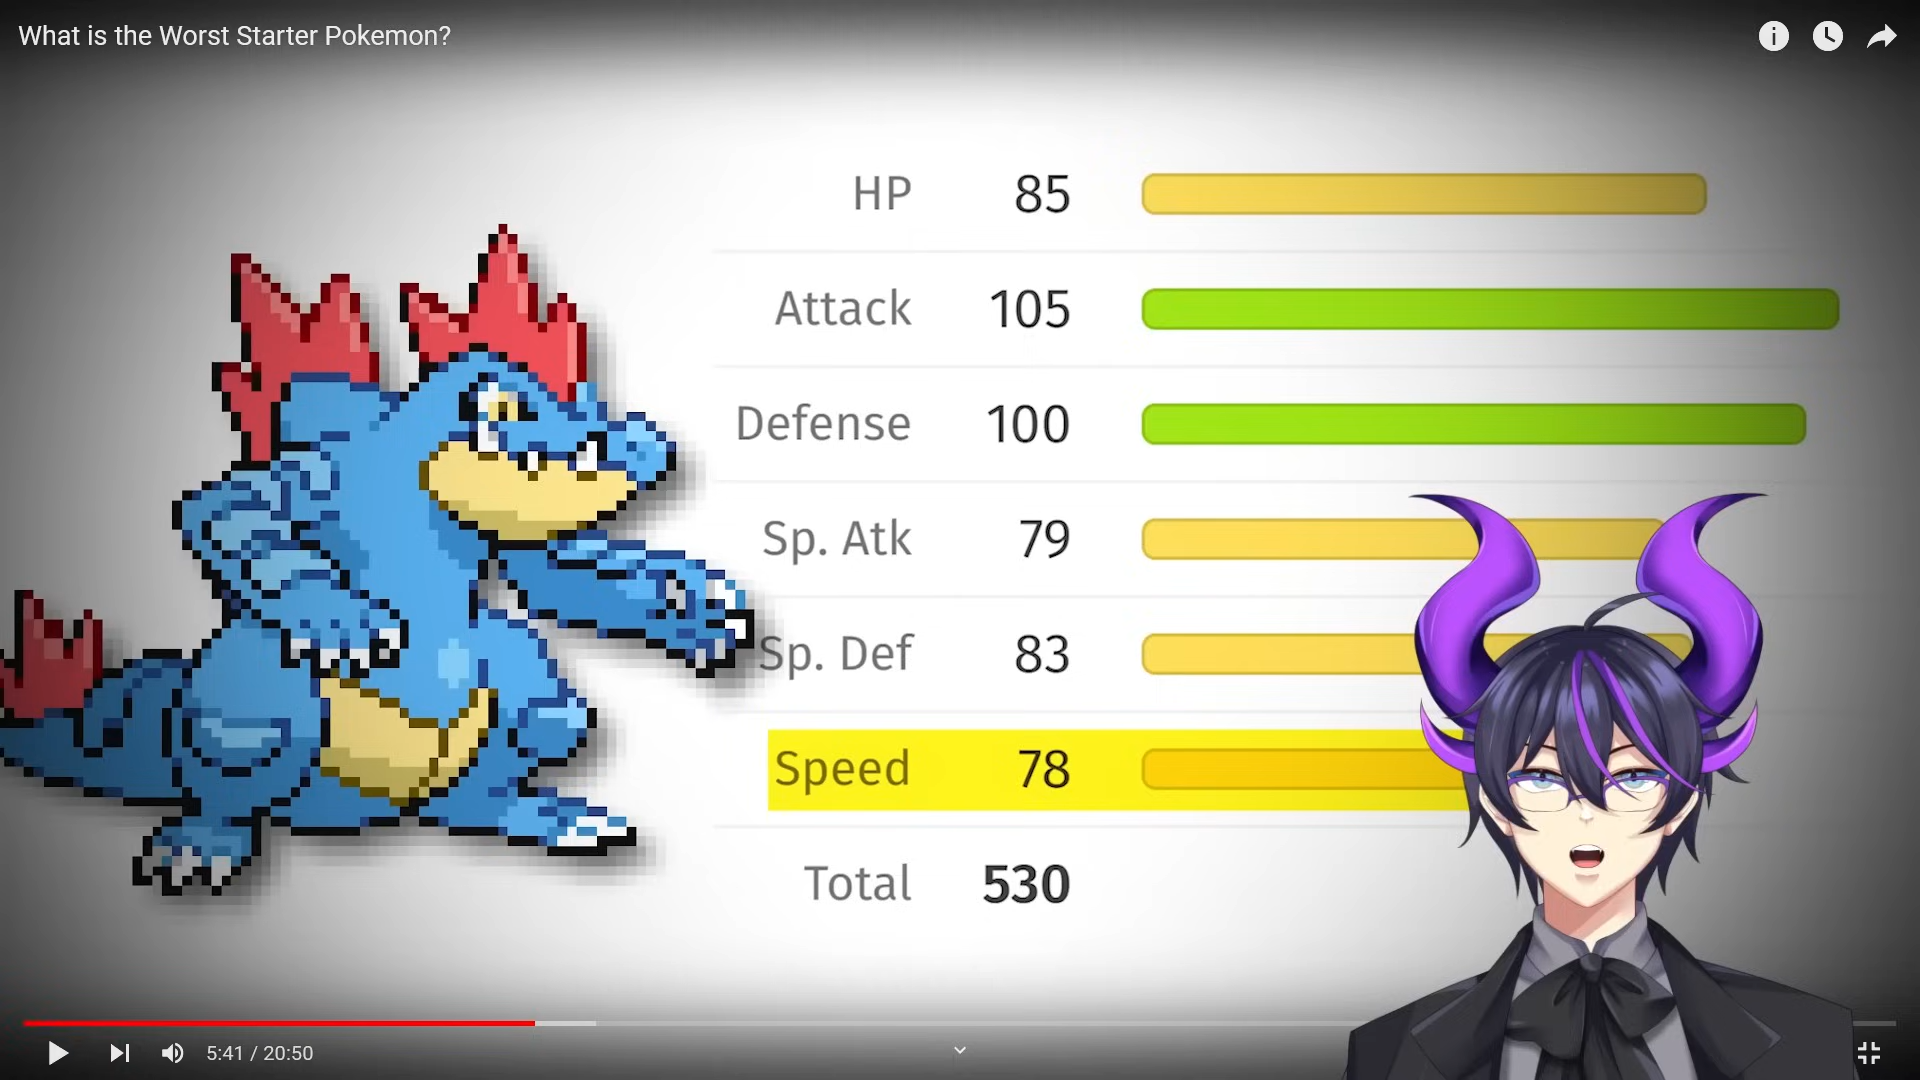 What is the Worst Starter Pokemon?
HP 85
Attack 105
Defense 100
Sp. Atk 79
Sp. Def 83
Speed 78
Total 530
5:41 / 20:50